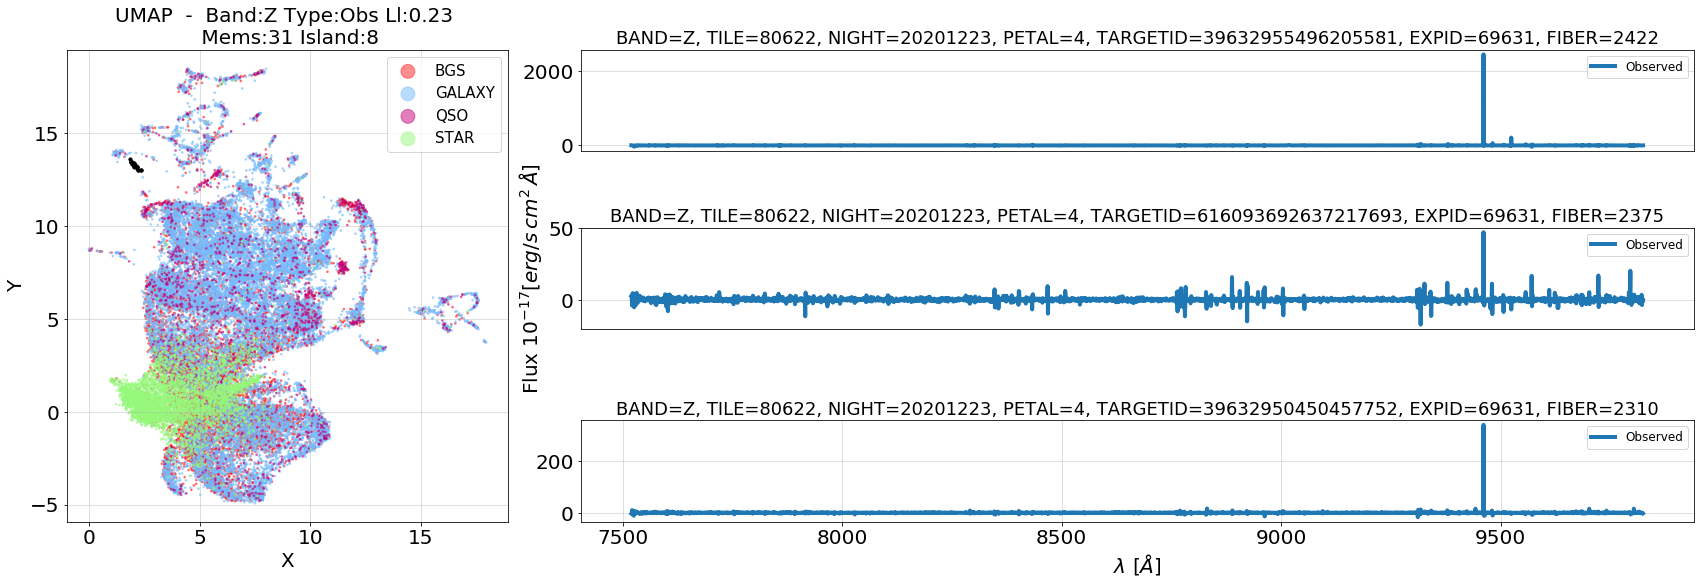 UMAP - Band:Z Type:Obs Ll:0.23
Mems:31 Island:8
BGS
GALAXY
QSO
STAR
15
10
5
0
−5
Y
0 5 10 15
X
BAND=Z, TILE=80622, NIGHT=20201223, PETAL=4, TARGETID=39632955496205581, EXPID=69631, FIBER=2422
Observed
2000
0
BAND=Z, TILE=80622, NIGHT=20201223, PETAL=4, TARGETID=616093692637217693, EXPID=69631, FIBER=2375
Observed
50
0
Flux 10⁻¹⁷[erg/s cm² Å]
BAND=Z, TILE=80622, NIGHT=20201223, PETAL=4, TARGETID=39632950450457752, EXPID=69631, FIBER=2310
Observed
200
0
7500 8000 8500 9000 9500
λ [Å]